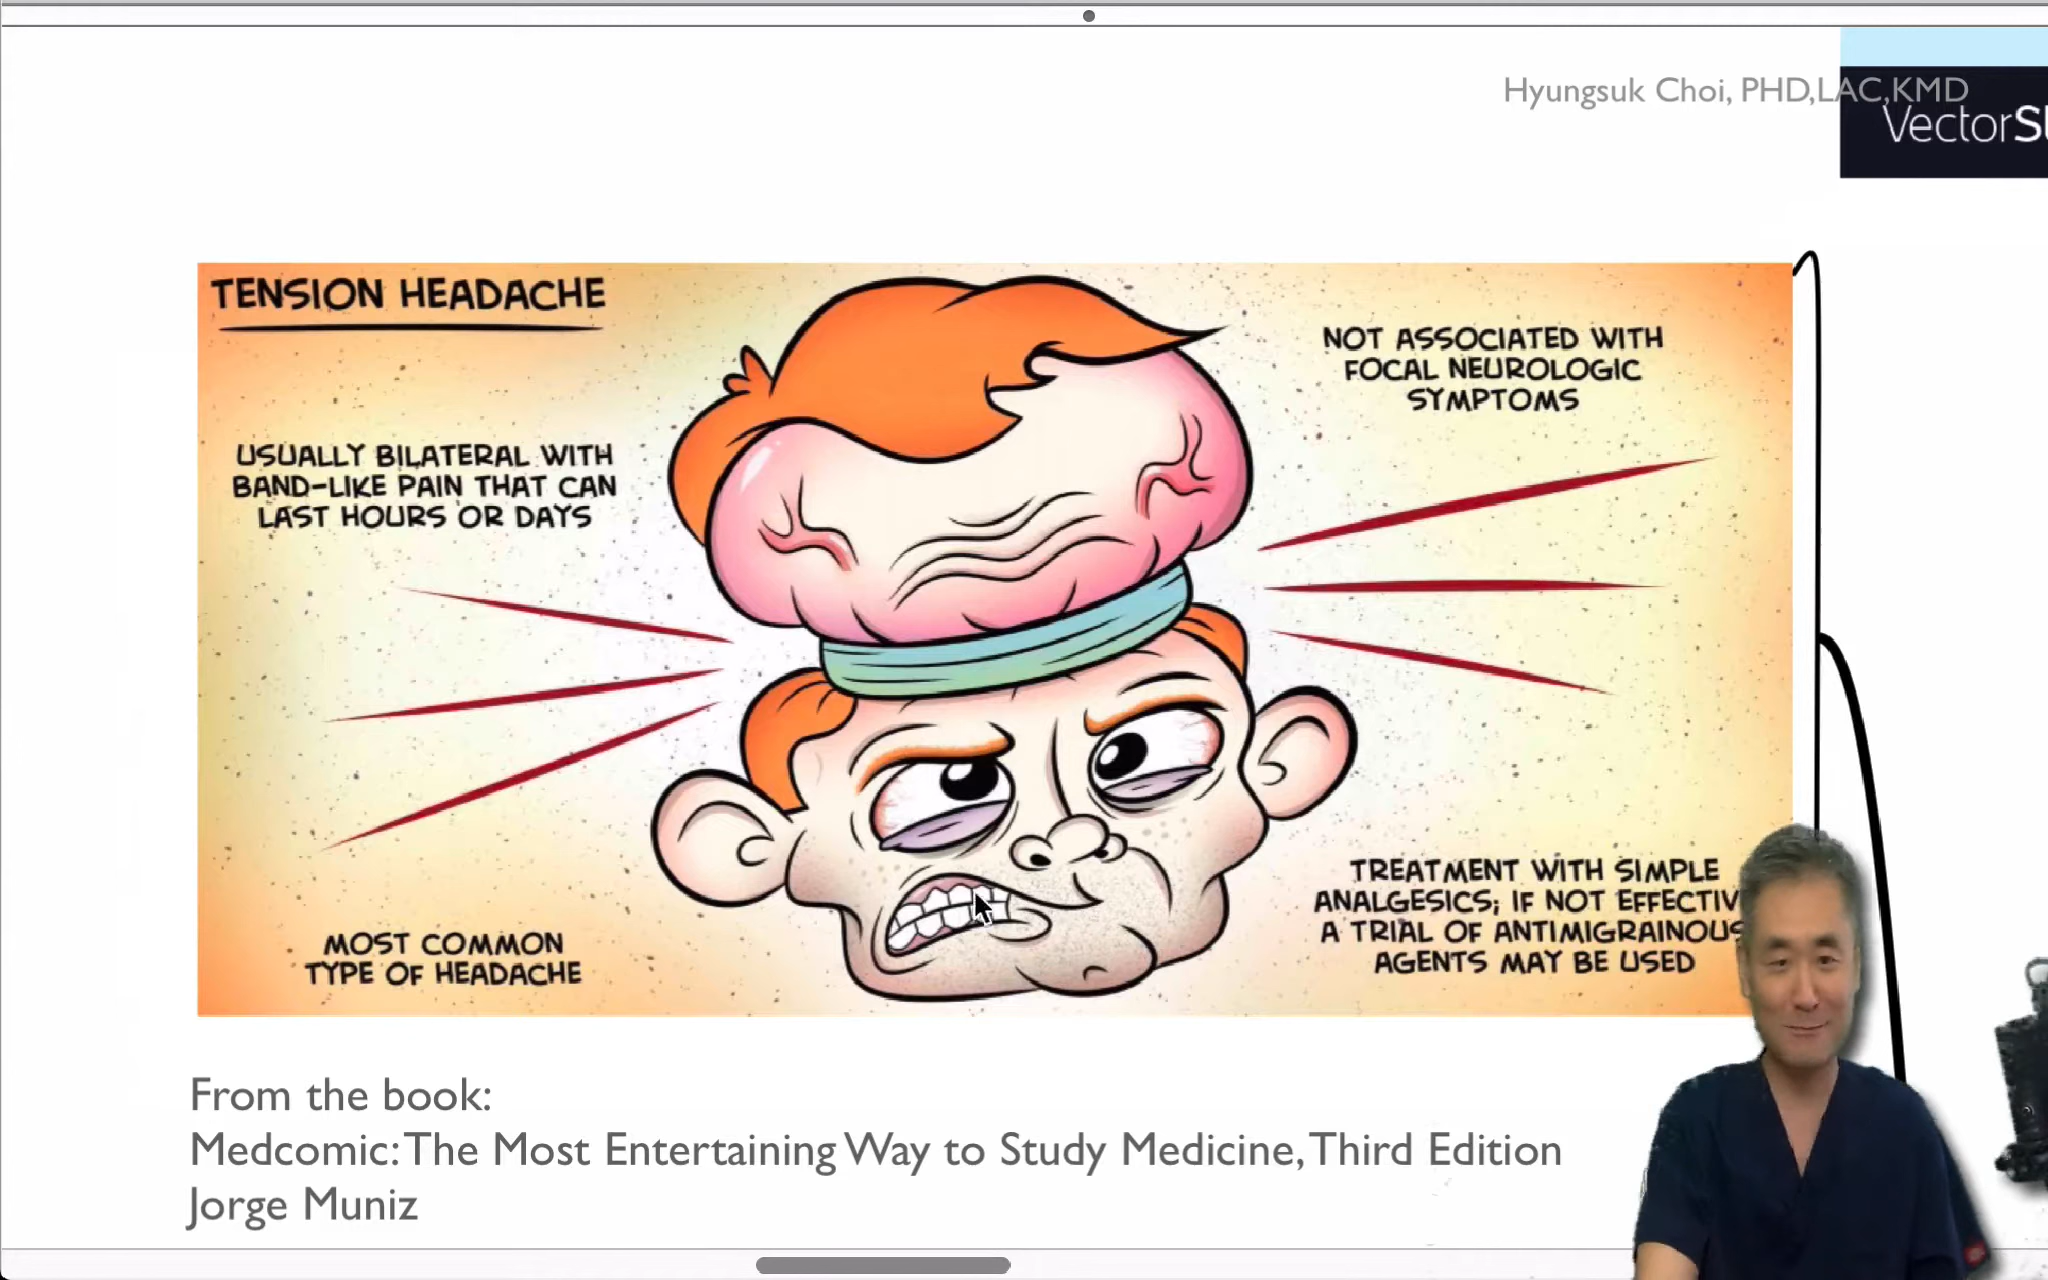 Hyungsuk Choi, PHD,LAC,KMD
TENSION HEADACHE
USUALLY BILATERAL WITH
BAND-LIKE PAIN THAT CAN
LAST HOURS OR DAYS
NOT ASSOCIATED WITH
FOCAL NEUROLOGIC
SYMPTOMS
MOST COMMON
TYPE OF HEADACHE
TREATMENT WITH SIMPLE
ANALGESICS; IF NOT EFFECTIV
A TRIAL OF ANTIMIGRAINOUS
AGENTS MAY BE USED
From the book:
Medcomic: The Most Entertaining Way to Study Medicine, Third Edition
Jorge Muniz